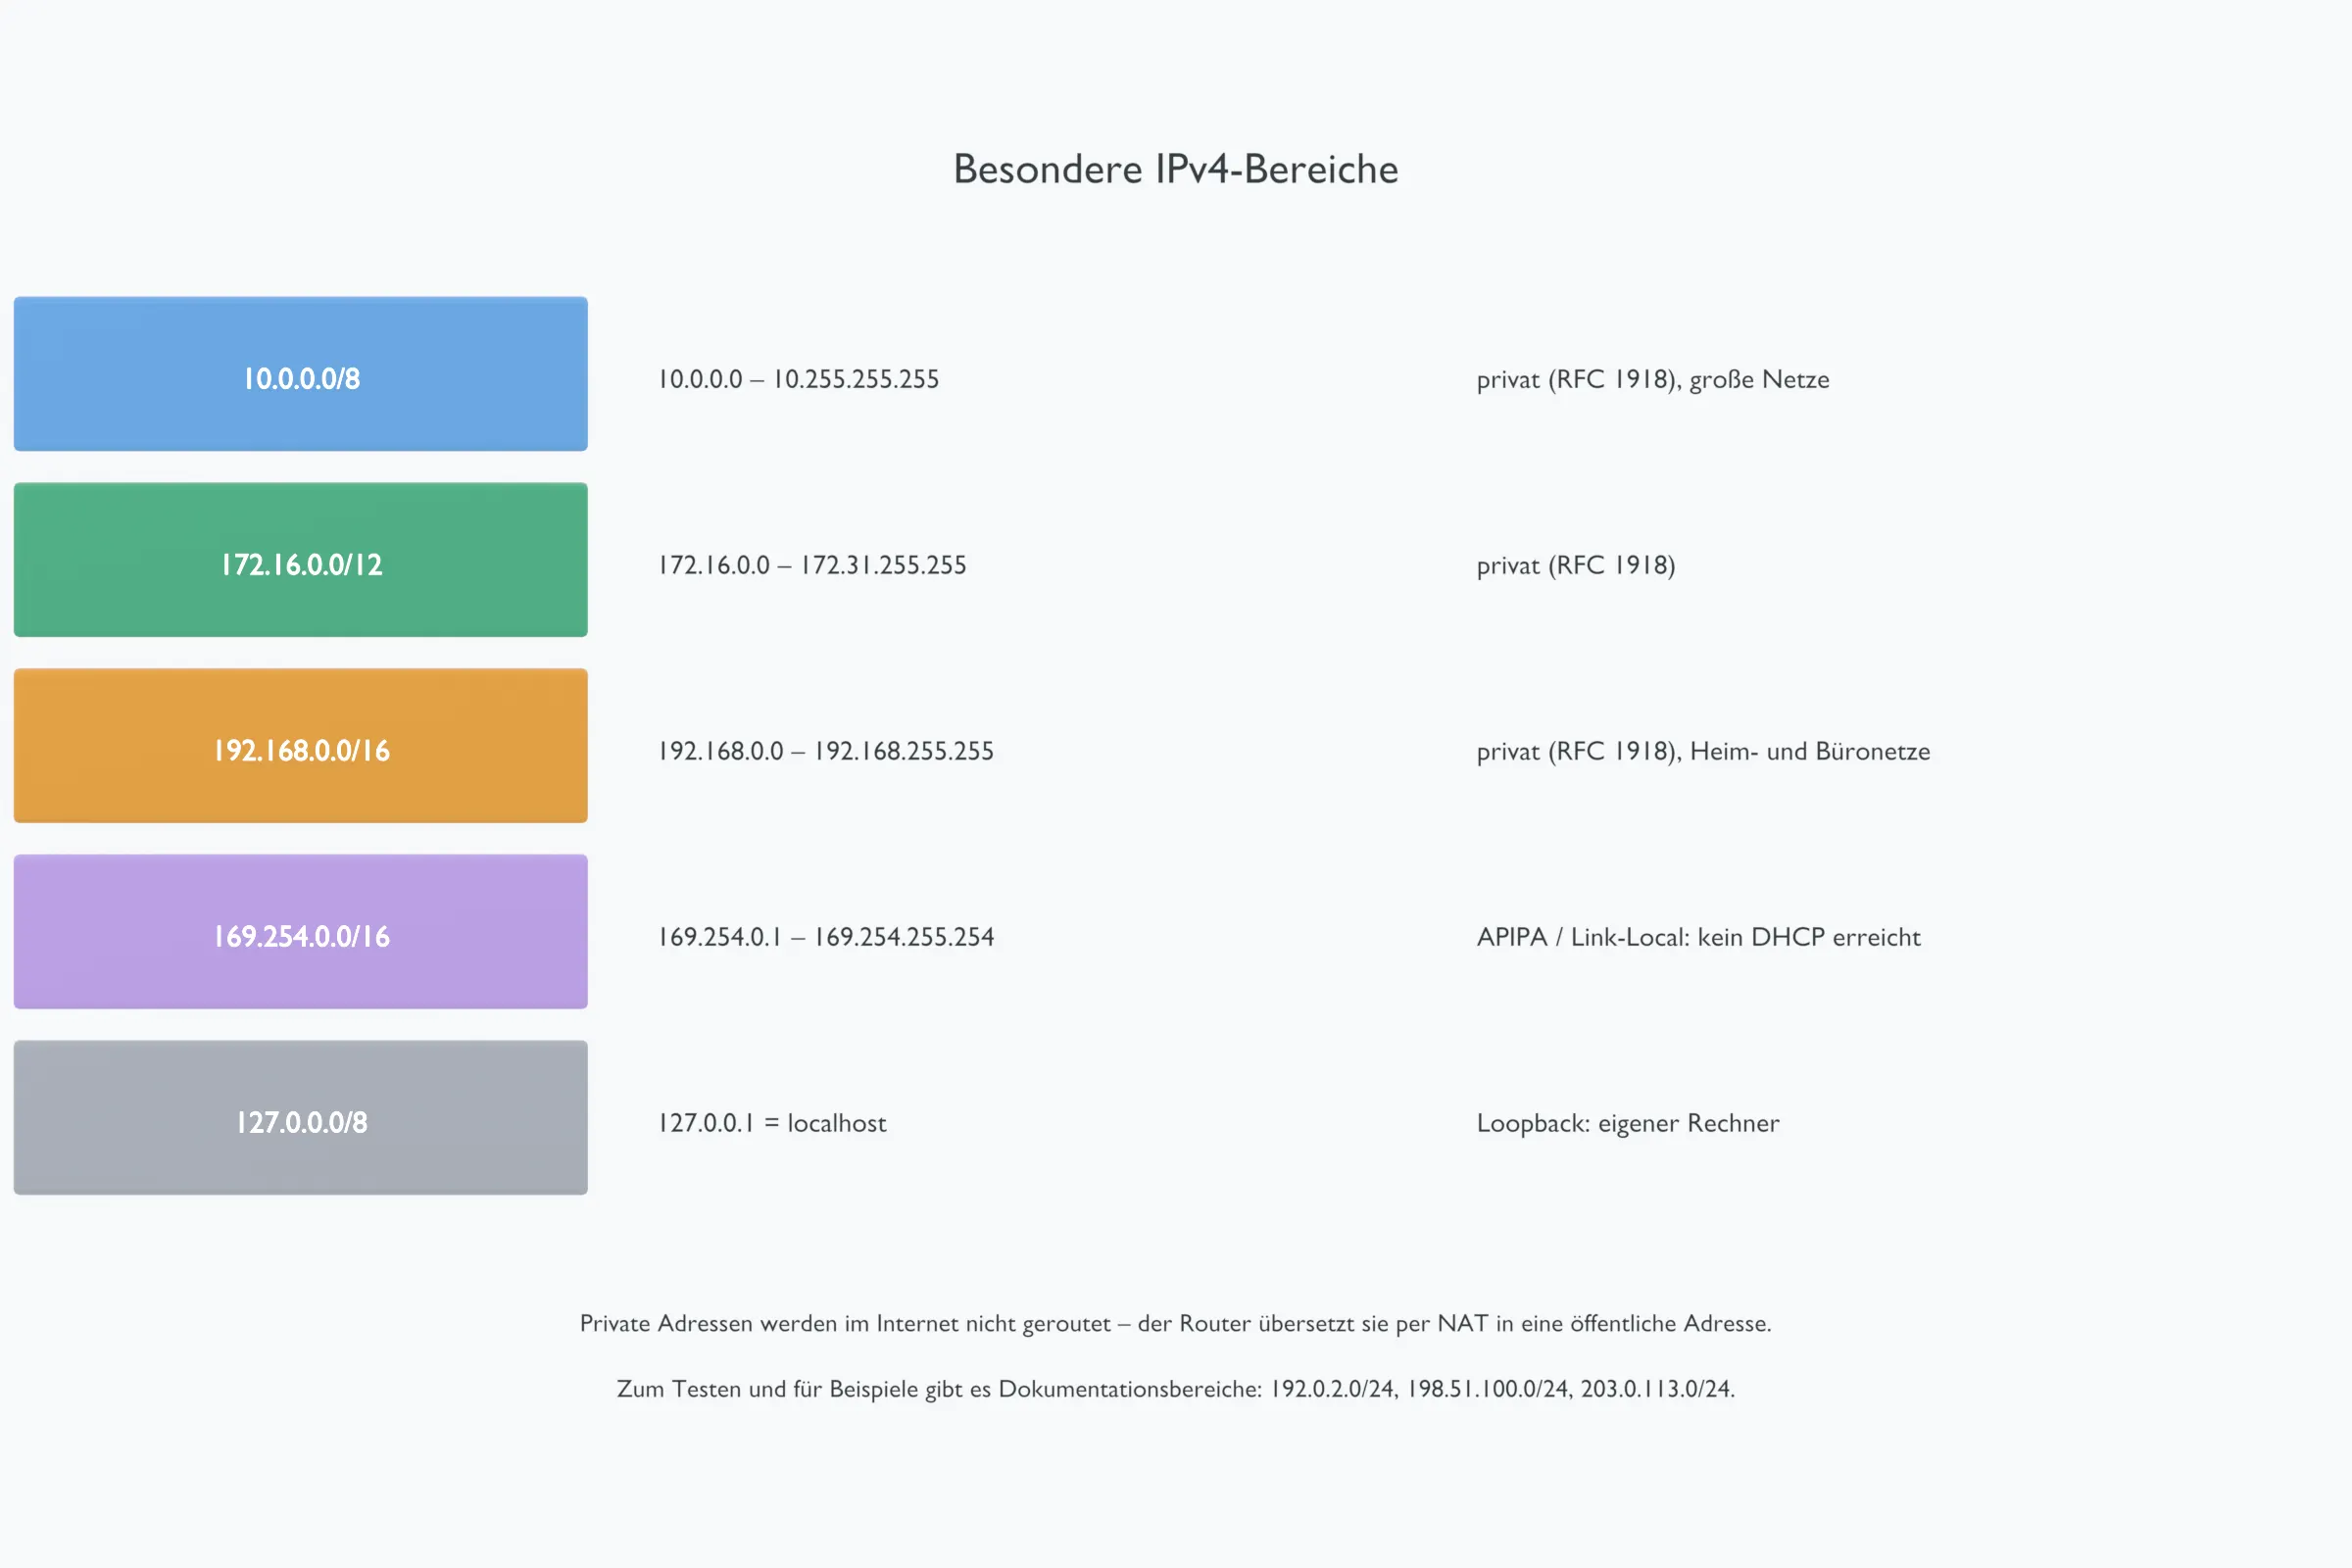 Besondere IPv4-Bereiche
10.0.0.0/8 10.0.0.0 – 10.255.255.255 privat (RFC 1918), große Netze
172.16.0.0/12 172.16.0.0 – 172.31.255.255 privat (RFC 1918)
192.168.0.0/16 192.168.0.0 – 192.168.255.255 privat (RFC 1918), Heim- und Büronetze
169.254.0.0/16 169.254.0.1 – 169.254.255.254 APIPA / Link-Local: kein DHCP erreicht
127.0.0.0/8 127.0.0.1 = localhost Loopback: eigener Rechner
Private Adressen werden im Internet nicht geroutet – der Router übersetzt sie per NAT in eine öffentliche Adresse.
Zum Testen und für Beispiele gibt es Dokumentationsbereiche: 192.0.2.0/24, 198.51.100.0/24, 203.0.113.0/24.